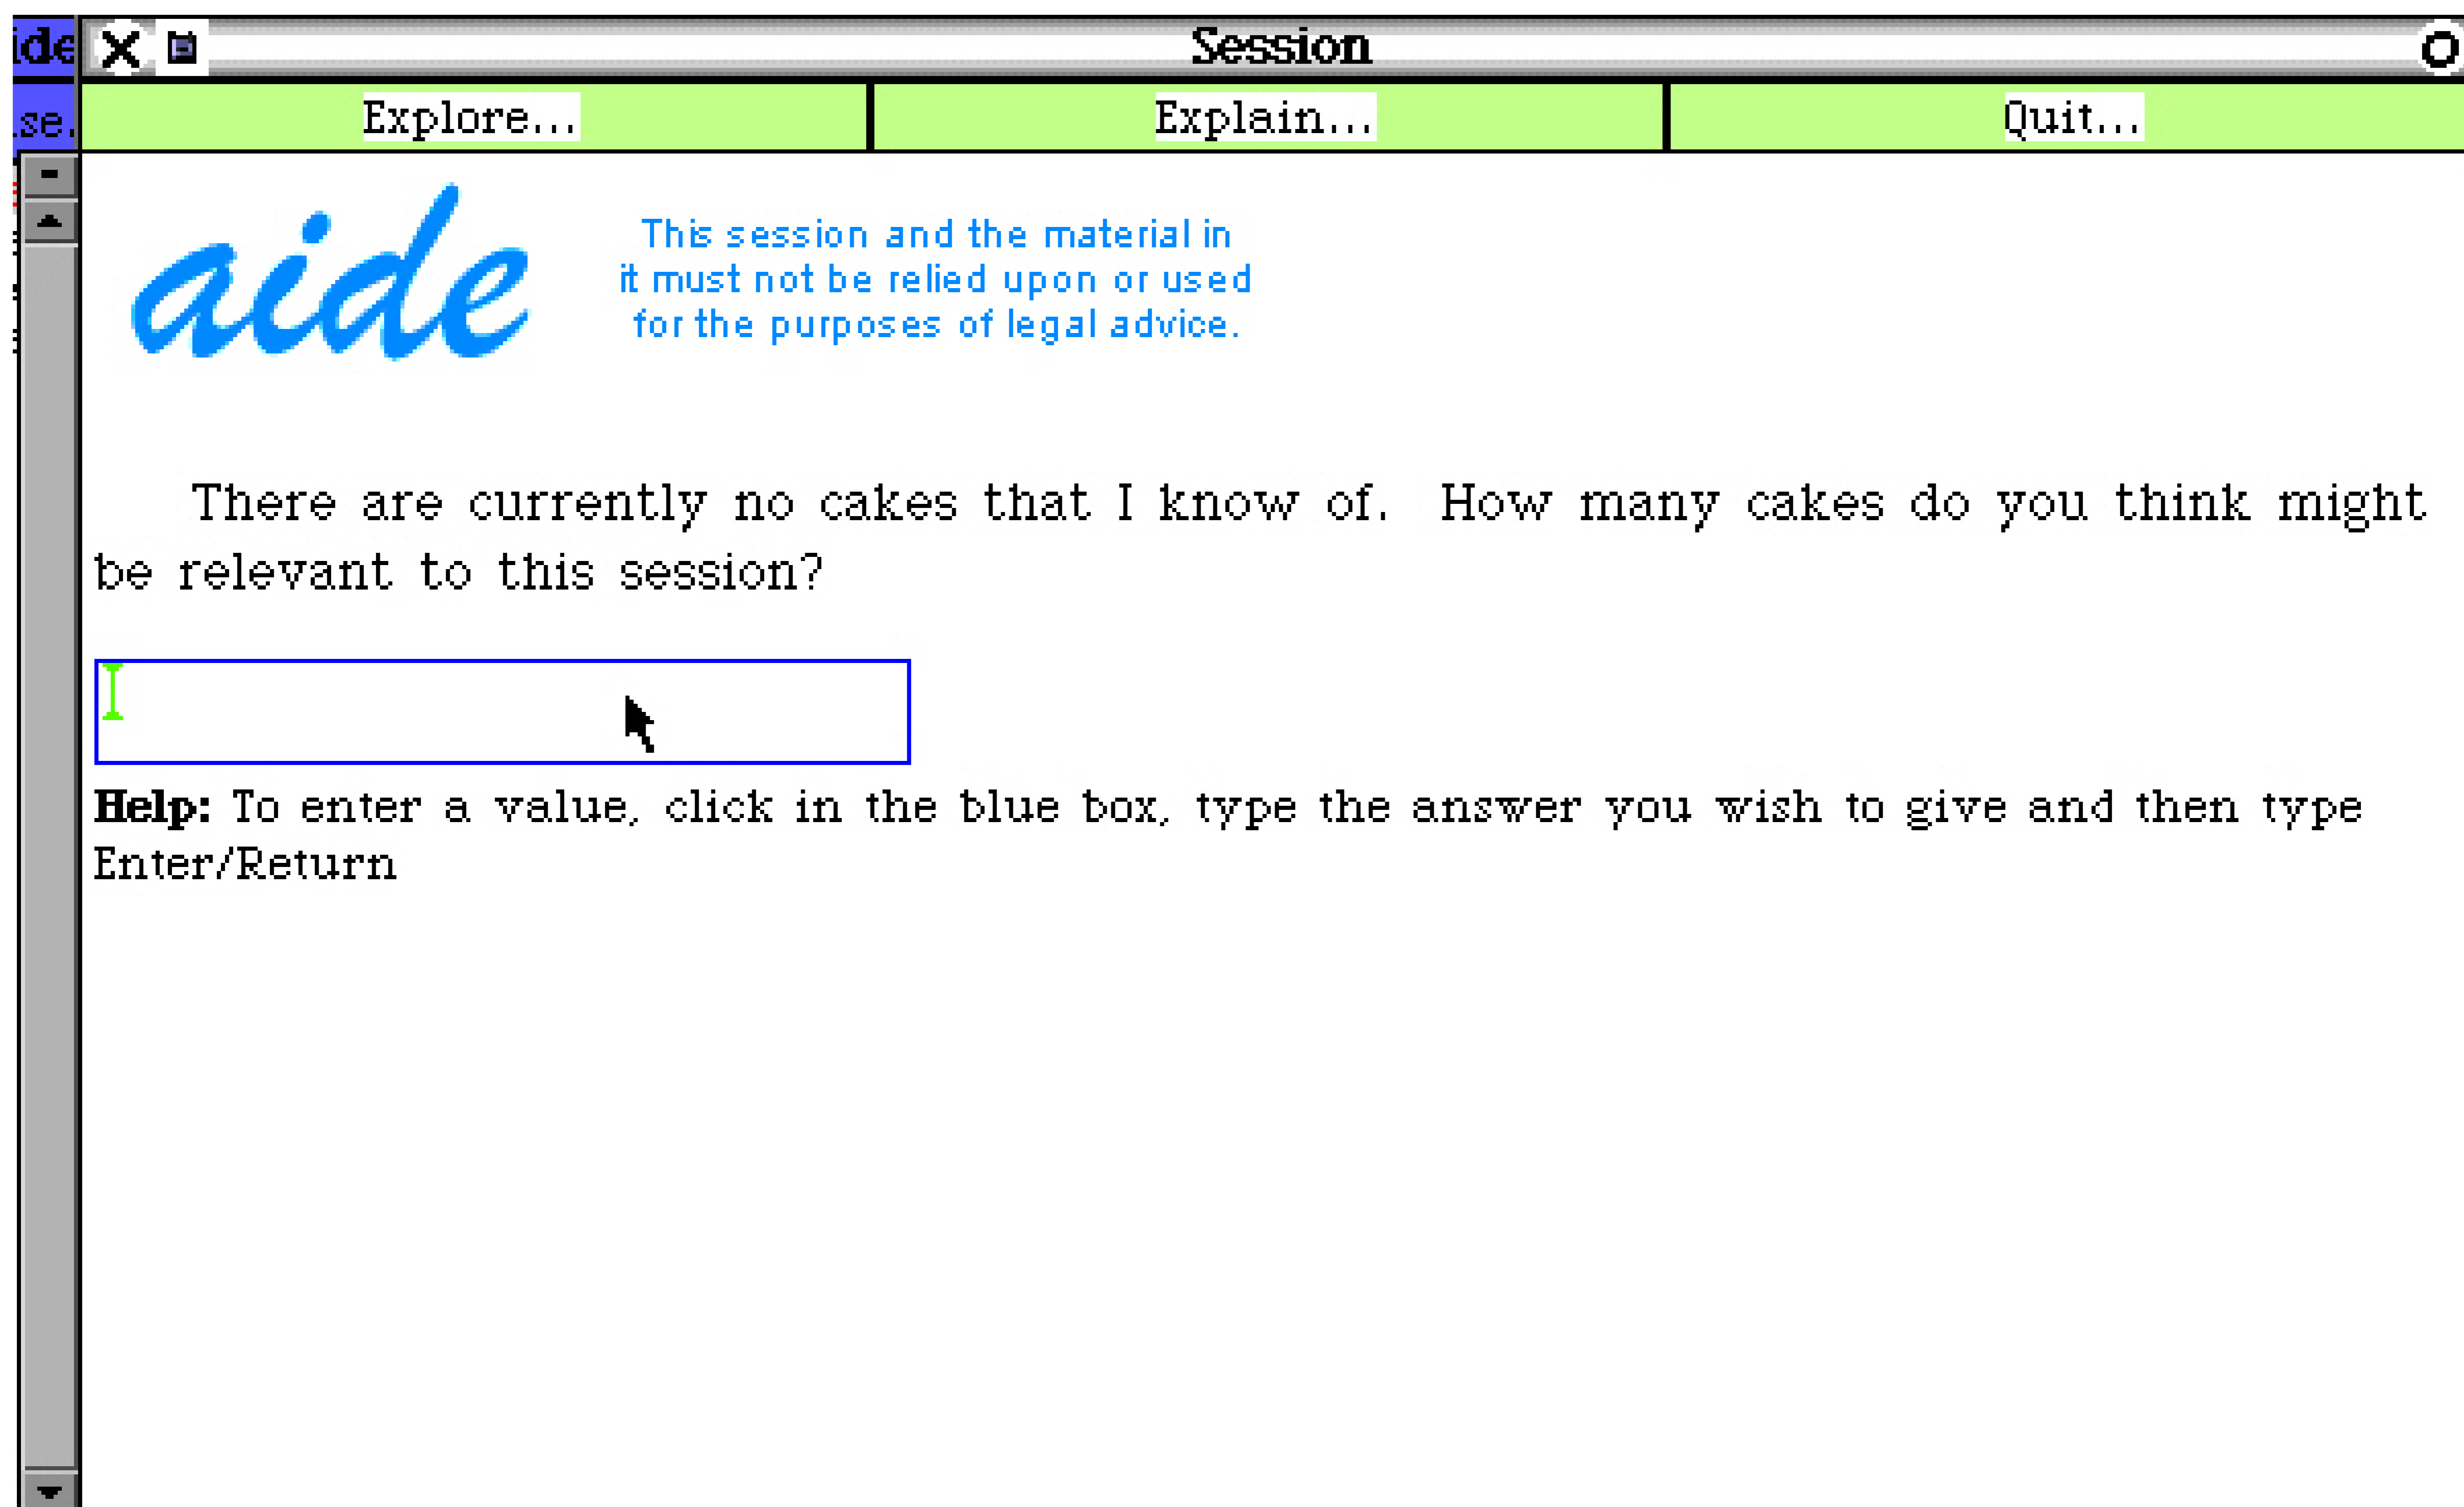 ide
Session
se.
Explore...
Explain...
Quit...
aide
This session and the material in
it must not be relied upon or used
for the purposes of legal advice.
There are currently no cakes that I know of.  How many cakes do you think might
be relevant to this session?
Help: To enter a value, click in the blue box, type the answer you wish to give and then type
Enter/Return